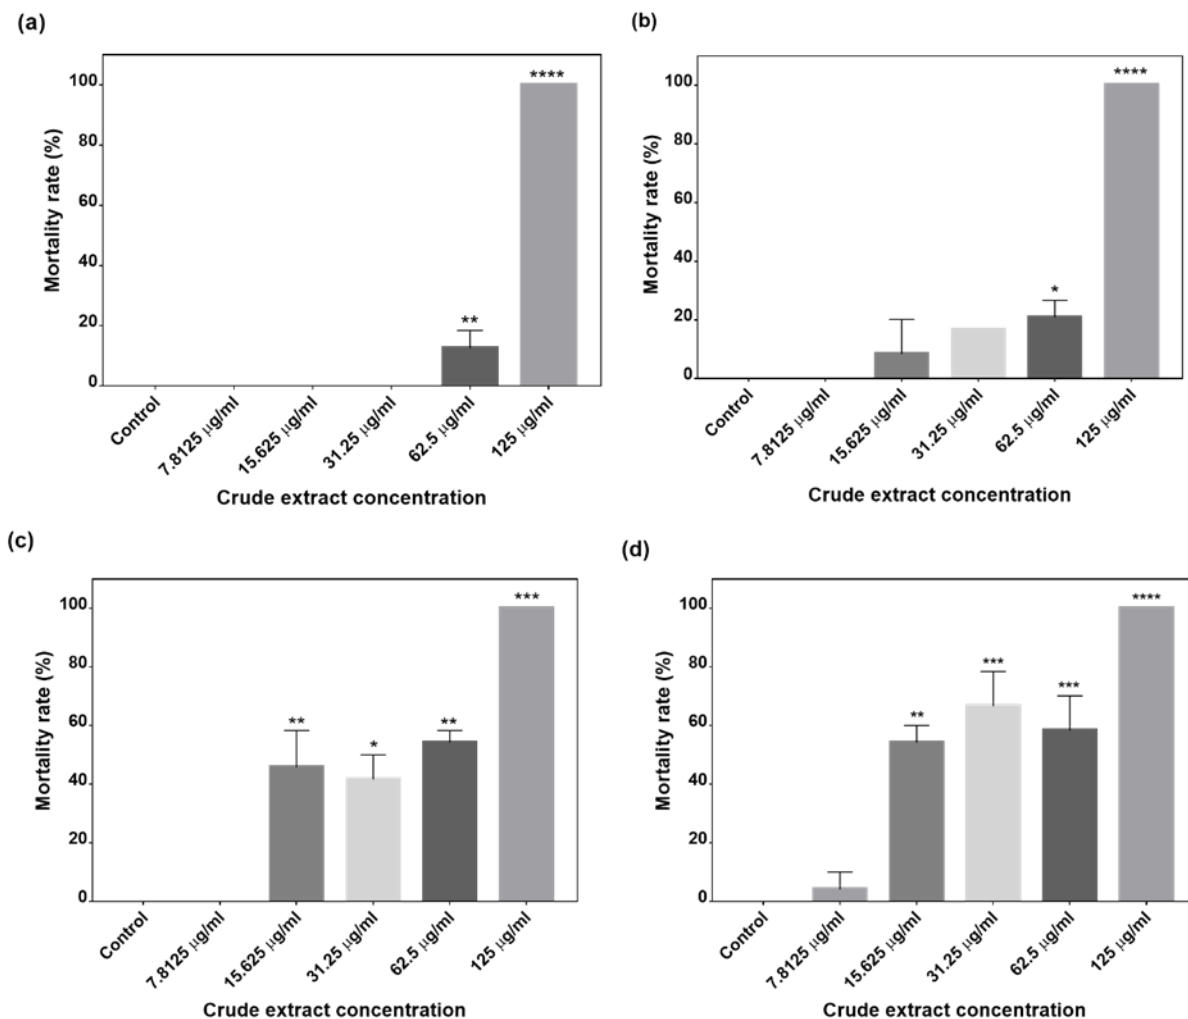 (a)
Mortality rate (%)
100
80
60
40
20
0
**
****
Control
7.8125 μg/ml
15.625 μg/ml
31.25 μg/ml
62.5 μg/ml
125 μg/ml
Crude extract concentration
(b)
Mortality rate (%)
100
80
60
40
20
0
*
****
Control
7.8125 μg/ml
15.625 μg/ml
31.25 μg/ml
62.5 μg/ml
125 μg/ml
Crude extract concentration
(c)
Mortality rate (%)
100
80
60
40
20
0
**
*
**
***
Control
7.8125 μg/ml
15.625 μg/ml
31.25 μg/ml
62.5 μg/ml
125 μg/ml
Crude extract concentration
(d)
Mortality rate (%)
100
80
60
40
20
0
**
***
***
****
Control
7.8125 μg/ml
15.625 μg/ml
31.25 μg/ml
62.5 μg/ml
125 μg/ml
Crude extract concentration